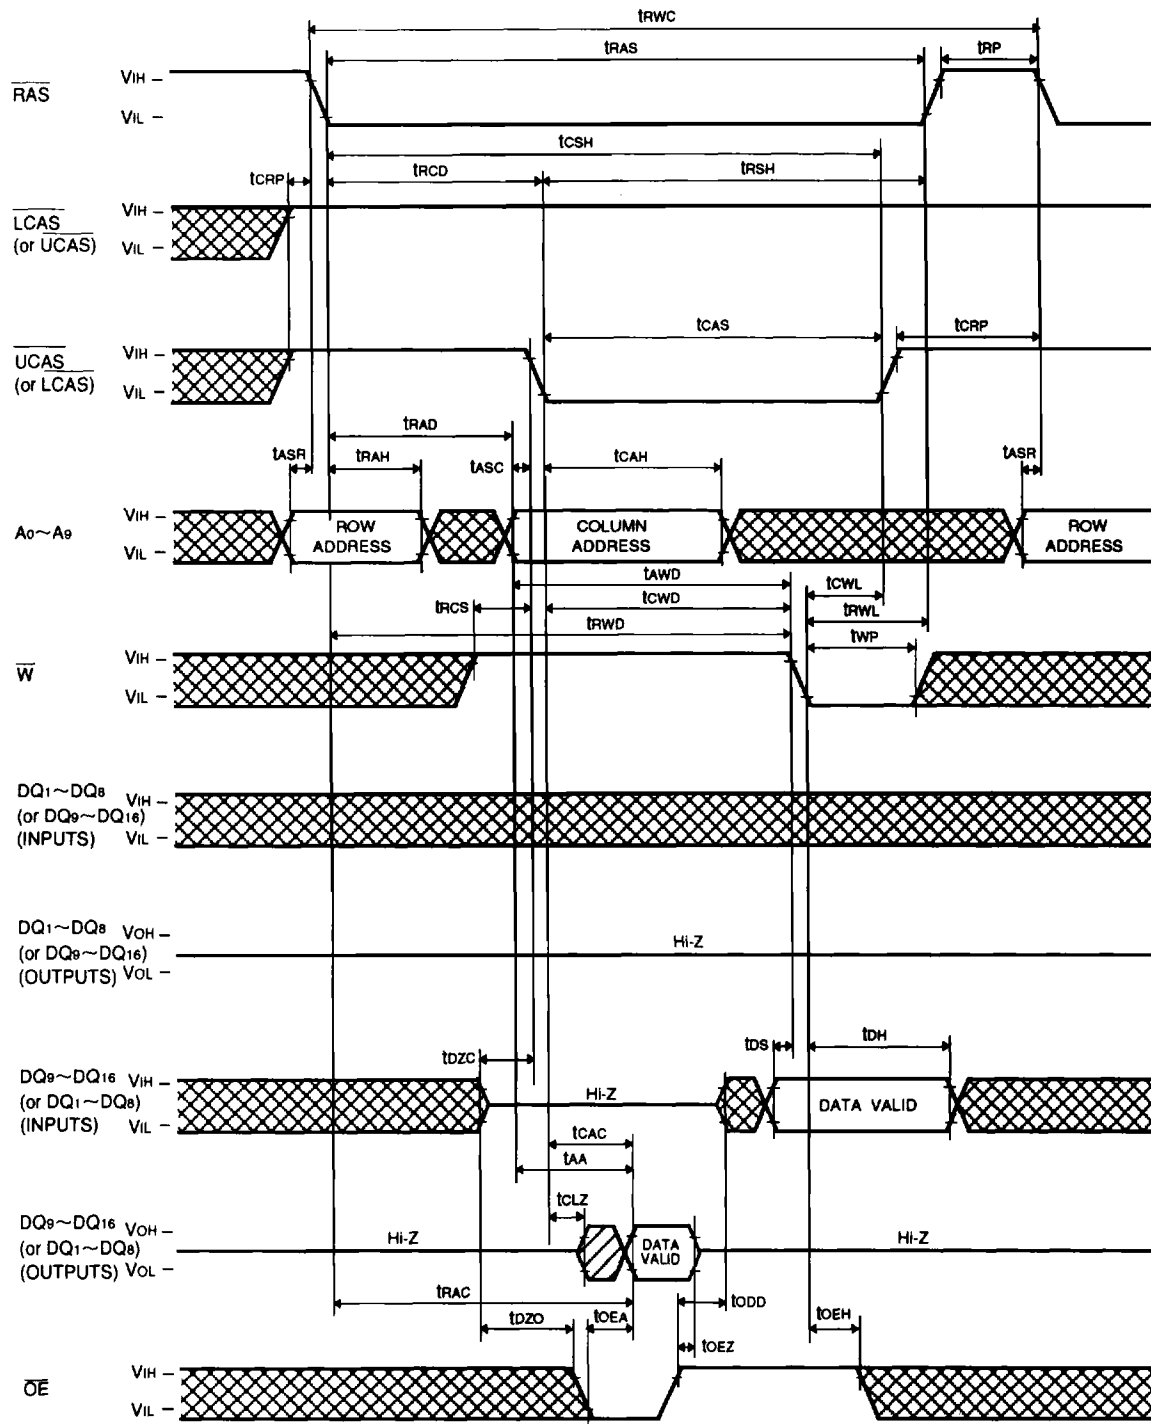 tRWC
tRAS
tRP
RAS
VIH
VIL
tCSH
tCRP
tRCD
tRSH
LCAS
(or UCAS)
VIH
VIL
tCAS
tCRP
UCAS
(or LCAS)
VIH
VIL
tRAD
tASR
tRAH
tASC
tCAH
tASR
A0~A9
VIH
VIL
ROW
ADDRESS
COLUMN
ADDRESS
ROW
ADDRESS
tAWD
tCWL
tRCS
tCWD
tRWL
tRWD
tWP
W
VIH
VIL
DQ1~DQ8
(or DQ9~DQ16)
(INPUTS)
VIH
VIL
DQ1~DQ8
(or DQ9~DQ16)
(OUTPUTS)
VOH
VOL
Hi-Z
tDZC
tDS
tDH
DQ9~DQ16
(or DQ1~DQ8)
(INPUTS)
VIH
VIL
Hi-Z
DATA VALID
tCAC
tAA
tCLZ
DQ9~DQ16
(or DQ1~DQ8)
(OUTPUTS)
VOH
VOL
Hi-Z
DATA
VALID
Hi-Z
tRAC
tODD
tDZO
tOEA
tOEZ
tOEH
OE
VIH
VIL